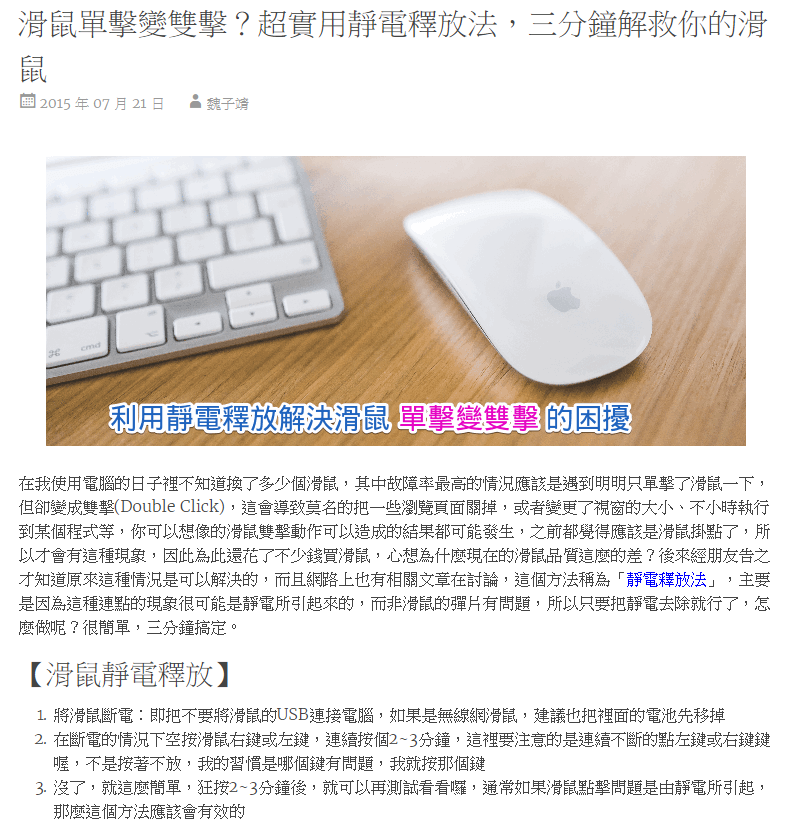 滑鼠單擊變雙擊？超實用靜電釋放法，三分鐘解救你的滑
鼠
2015 年 07 月 21 日 魏子靖
cmd
利用靜電釋放解決滑鼠 單擊變雙擊 的困擾
在我使用電腦的日子裡不知道換了多少個滑鼠，其中故障率最高的情況應該是遇到明明只單擊了滑鼠一下，
但卻變成雙擊(Double Click)，這會導致莫名的把一些瀏覽頁面關掉，或者變更了視窗的大小、不小時執行
到某個程式等，你可以想像的滑鼠雙擊動作可以造成的結果都可能發生，之前都覺得應該是滑鼠掛點了，所
以才會有這種現象，因此為此還花了不少錢買滑鼠，心想為什麼現在的滑鼠品質這麼的差？後來經朋友告之
才知道原來這種情況是可以解決的，而且網路上也有相關文章在討論，這個方法稱為「靜電釋放法」，主要
是因為這種連點的現象很可能是靜電所引起來的，而非滑鼠的彈片有問題，所以只要把靜電去除就行了，怎
麼做呢？很簡單，三分鐘搞定。
【滑鼠靜電釋放】
1. 將滑鼠斷電：即把不要將滑鼠的USB連接電腦，如果是無線網滑鼠，建議也把裡面的電池先移掉
2. 在斷電的情況下空按滑鼠右鍵或左鍵，連續按個2~3分鐘，這裡要注意的是連續不斷的點左鍵或右鍵鍵
喔，不是按著不放，我的習慣是哪個鍵有問題，我就按那個鍵
3. 沒了，就這麼簡單，狂按2~3分鐘後，就可以再測試看看囉，通常如果滑鼠點擊問題是由靜電所引起，
那麼這個方法應該會有效的